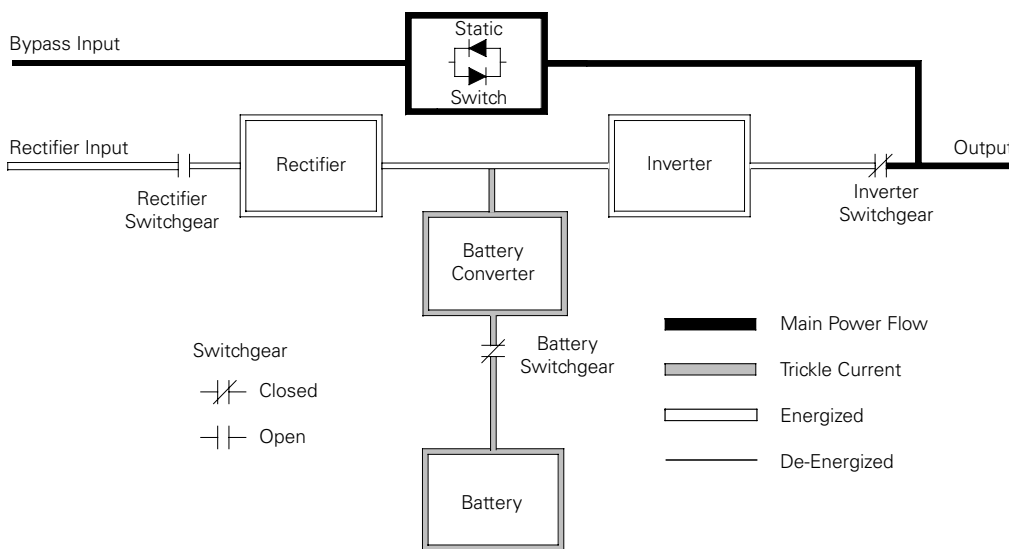 Bypass Input
Static
Switch
Rectifier Input
Rectifier
Inverter
Output
Rectifier
Switchgear
Inverter
Switchgear
Battery
Converter
Battery
Switchgear
Switchgear
Closed
Open
Main Power Flow
Trickle Current
Energized
De-Energized
Battery